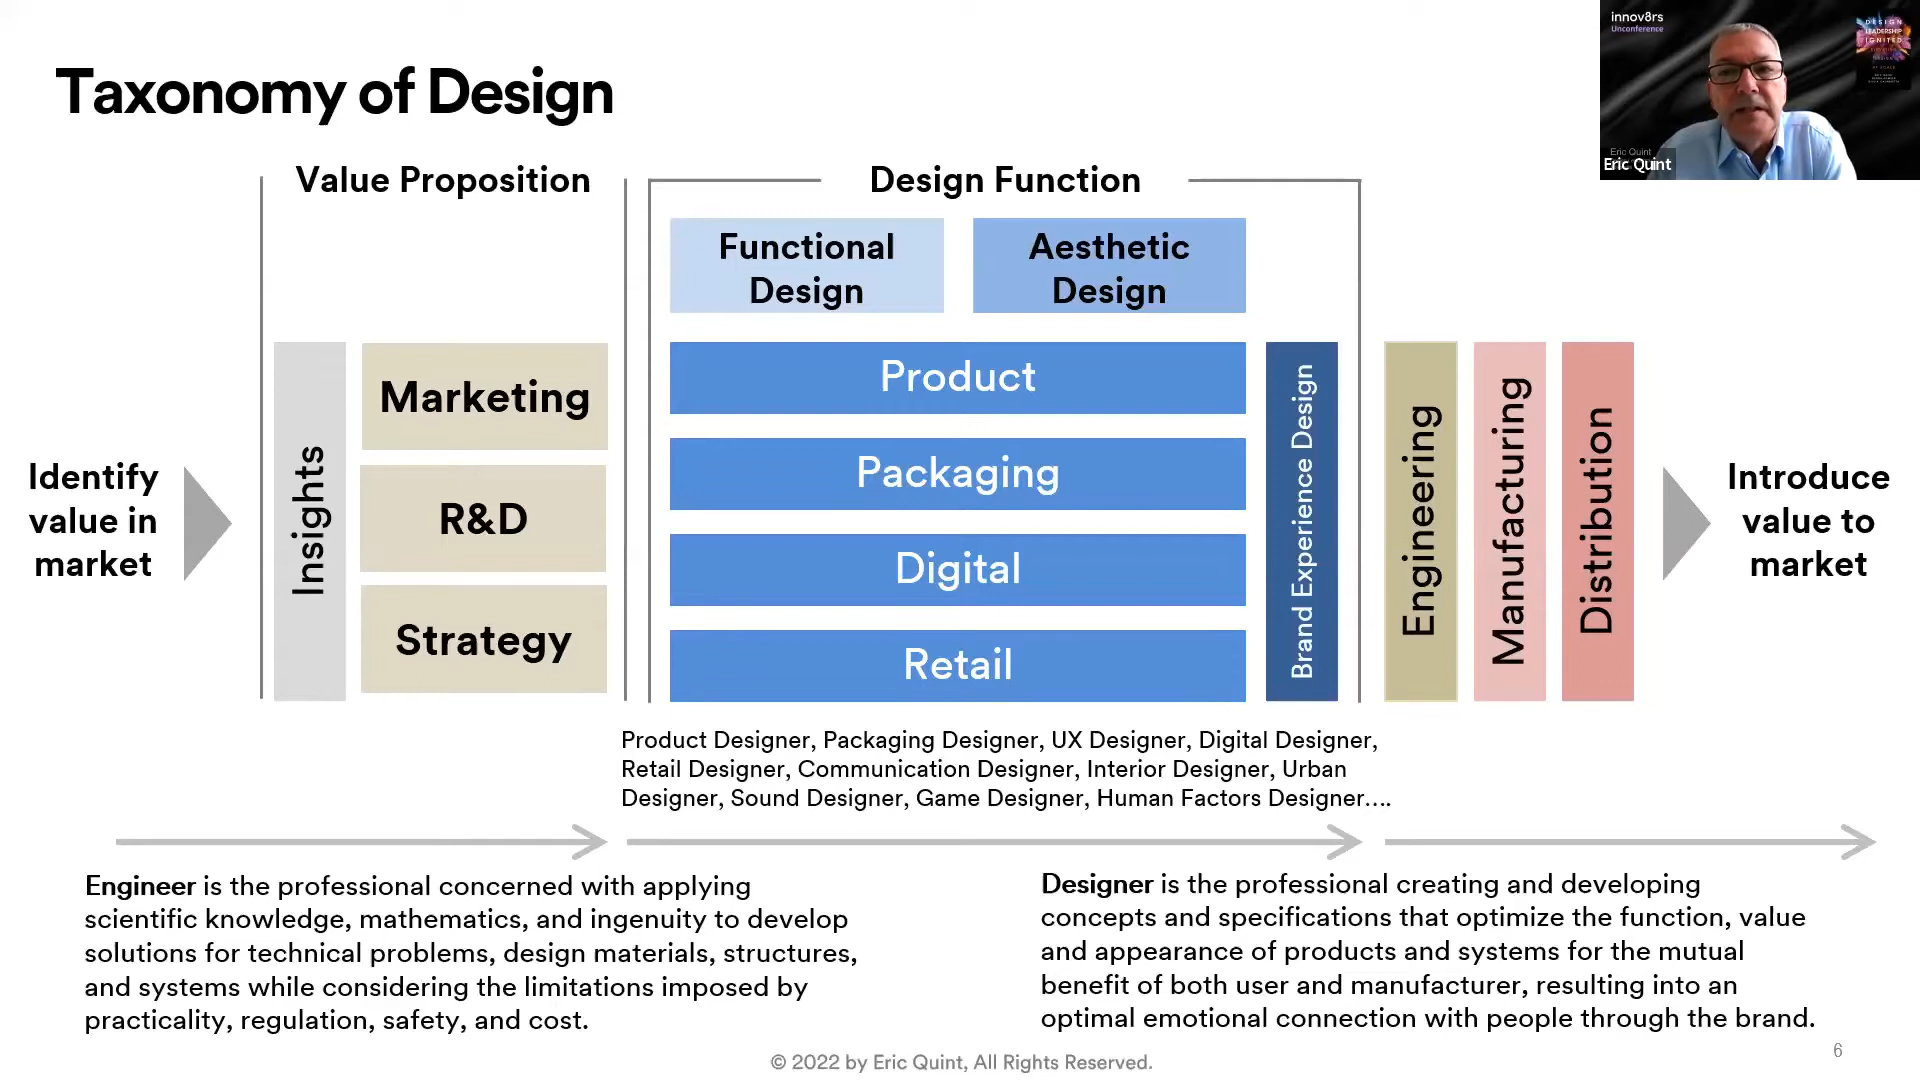 Taxonomy of Design
innov8rs
Unconference
DESIGN
LEADERSHIP
IGNITED
Eric Quint
Eric Quint
Value Proposition
Design Function
Functional
Design
Aesthetic
Design
Identify
value in
market
Insights
Marketing
R&D
Strategy
Product
Packaging
Digital
Retail
Brand Experience Design
Engineering
Manufacturing
Distribution
Introduce
value to
market
Product Designer, Packaging Designer, UX Designer, Digital Designer,
Retail Designer, Communication Designer, Interior Designer, Urban
Designer, Sound Designer, Game Designer, Human Factors Designer....
Engineer is the professional concerned with applying
scientific knowledge, mathematics, and ingenuity to develop
solutions for technical problems, design materials, structures,
and systems while considering the limitations imposed by
practicality, regulation, safety, and cost.
Designer is the professional creating and developing
concepts and specifications that optimize the function, value
and appearance of products and systems for the mutual
benefit of both user and manufacturer, resulting into an
optimal emotional connection with people through the brand.
© 2022 by Eric Quint, All Rights Reserved.
6